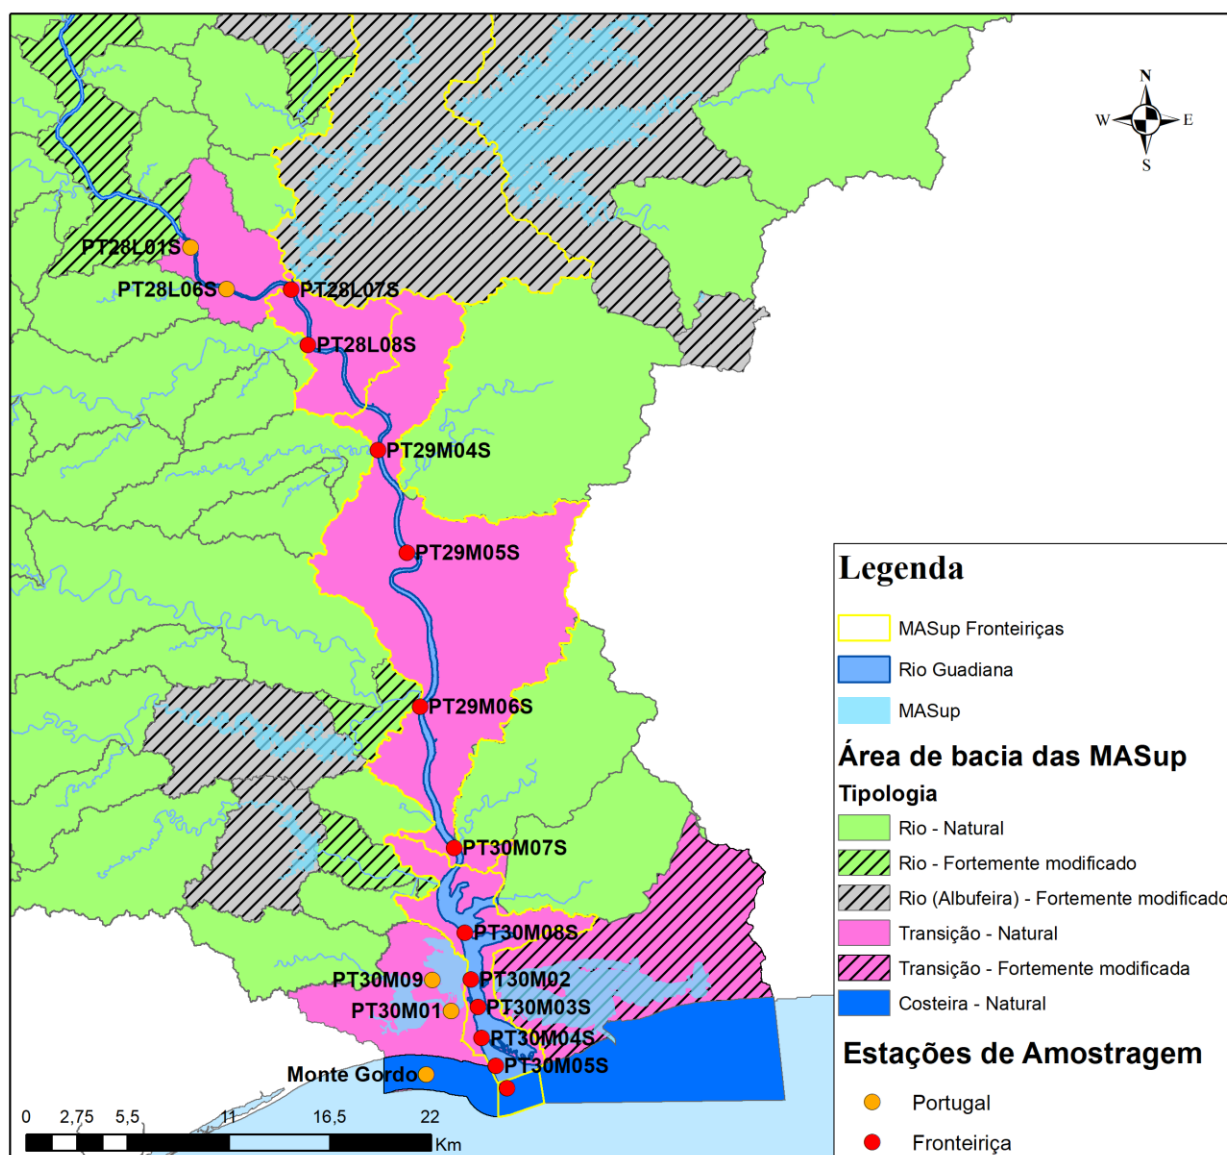 N
W E
S
PT28L01S
PT28L06S
PT28L07S
PT28L08S
PT29M04S
PT29M05S
PT29M06S
PT30M07S
PT30M08S
PT30M09
PT30M02
PT30M01
PT30M03S
PT30M04S
PT30M05S
Monte Gordo
0 2,75 5,5 11 16,5 22
Km
Legenda
MASup Fronteiriças
Rio Guadiana
MASup
Área de bacia das MASup
Tipologia
Rio - Natural
Rio - Fortemente modificado
Rio (Albufeira) - Fortemente modificado
Transição - Natural
Transição - Fortemente modificada
Costeira - Natural
Estações de Amostragem
Portugal
Fronteiriça